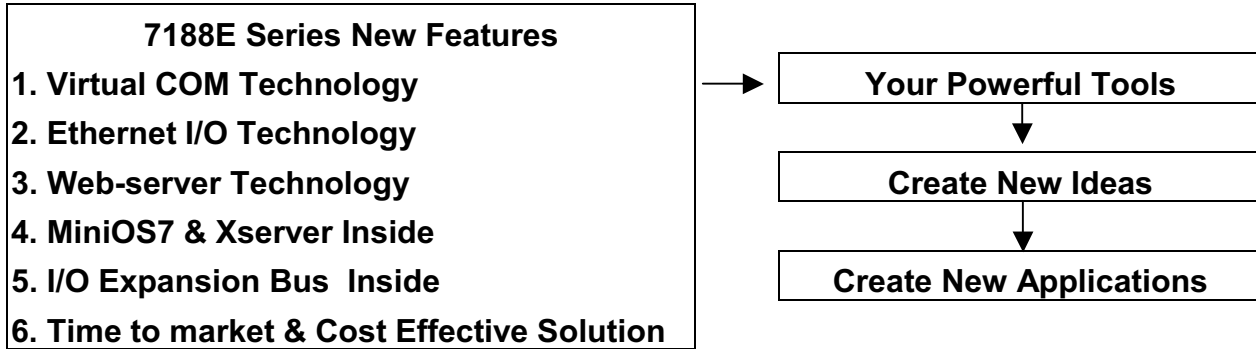 7188E Series New Features
1. Virtual COM Technology
2. Ethernet I/O Technology
3. Web-server Technology
4. MiniOS7 & Xserver Inside
5. I/O Expansion Bus  Inside
6. Time to market & Cost Effective Solution
Your Powerful Tools
Create New Ideas
Create New Applications